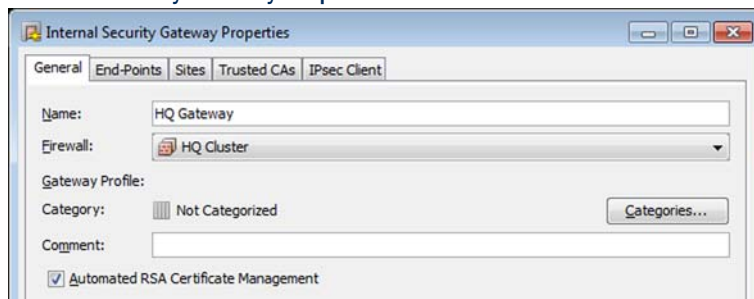 Internal Security Gateway Properties
General End-Points Sites Trusted CAs IPsec Client
Name: HQ Gateway
Firewall: HQ Cluster
Gateway Profile:
Category: Not Categorized Categories...
Comment:
Automated RSA Certificate Management